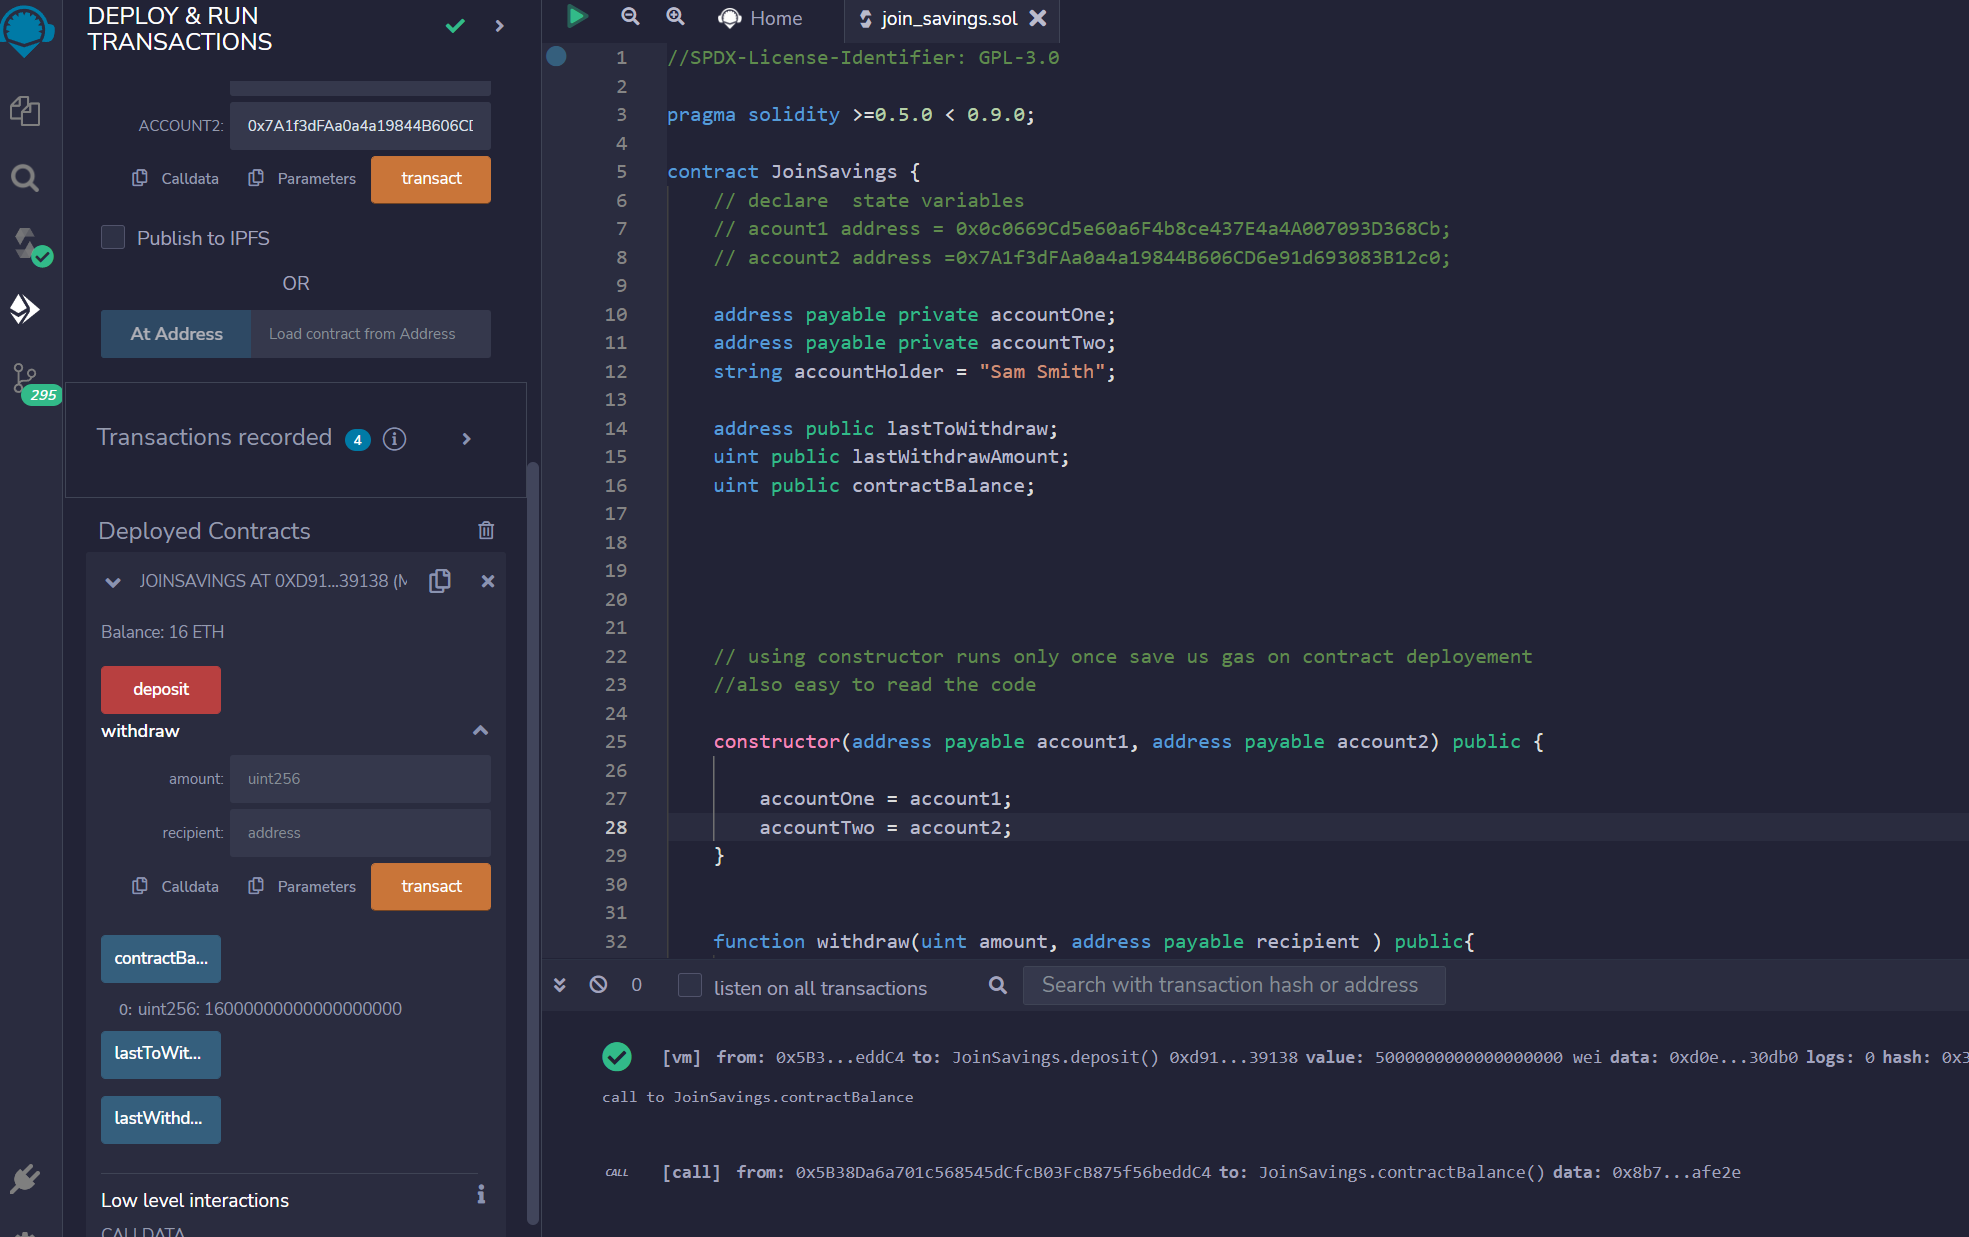 DEPLOY & RUN
TRANSACTIONS
ACCOUNT2: 0x7A1f3dFAa0a4a19844B606CD
Calldata Parameters transact
Publish to IPFS
OR
At Address Load contract from Address
295
Transactions recorded 4 i
Deployed Contracts
JOINSAVINGS AT 0XD91...39138 (M
Balance: 16 ETH
deposit
withdraw
amount: uint256
recipient: address
Calldata Parameters transact
contractBa...
0: uint256: 16000000000000000000
lastToWit...
lastWithd...
Low level interactions i
CALLDATA
Home join_savings.sol
1 //SPDX-License-Identifier: GPL-3.0
2
3 pragma solidity >=0.5.0 < 0.9.0;
4
5 contract JoinSavings {
6 // declare  state variables
7 // acount1 address = 0x0c0669Cd5e60a6F4b8ce437E4a4A007093D368Cb;
8 // account2 address =0x7A1f3dFAa0a4a19844B606CD6e91d693083B12c0;
9
10 address payable private accountOne;
11 address payable private accountTwo;
12 string accountHolder = "Sam Smith";
13
14 address public lastToWithdraw;
15 uint public lastWithdrawAmount;
16 uint public contractBalance;
17
18
19
20
21
22 // using constructor runs only once save us gas on contract deployement
23 //also easy to read the code
24
25 constructor(address payable account1, address payable account2) public {
26
27 accountOne = account1;
28 accountTwo = account2;
29 }
30
31
32 function withdraw(uint amount, address payable recipient ) public{
0 listen on all transactions Search with transaction hash or address
[vm] from: 0x5B3...eddC4 to: JoinSavings.deposit() 0xd91...39138 value: 5000000000000000000 wei data: 0xd0e...30db0 logs: 0 hash: 0x3
call to JoinSavings.contractBalance
CALL [call] from: 0x5B38Da6a701c568545dCfcB03FcB875f56beddC4 to: JoinSavings.contractBalance() data: 0x8b7...afe2e